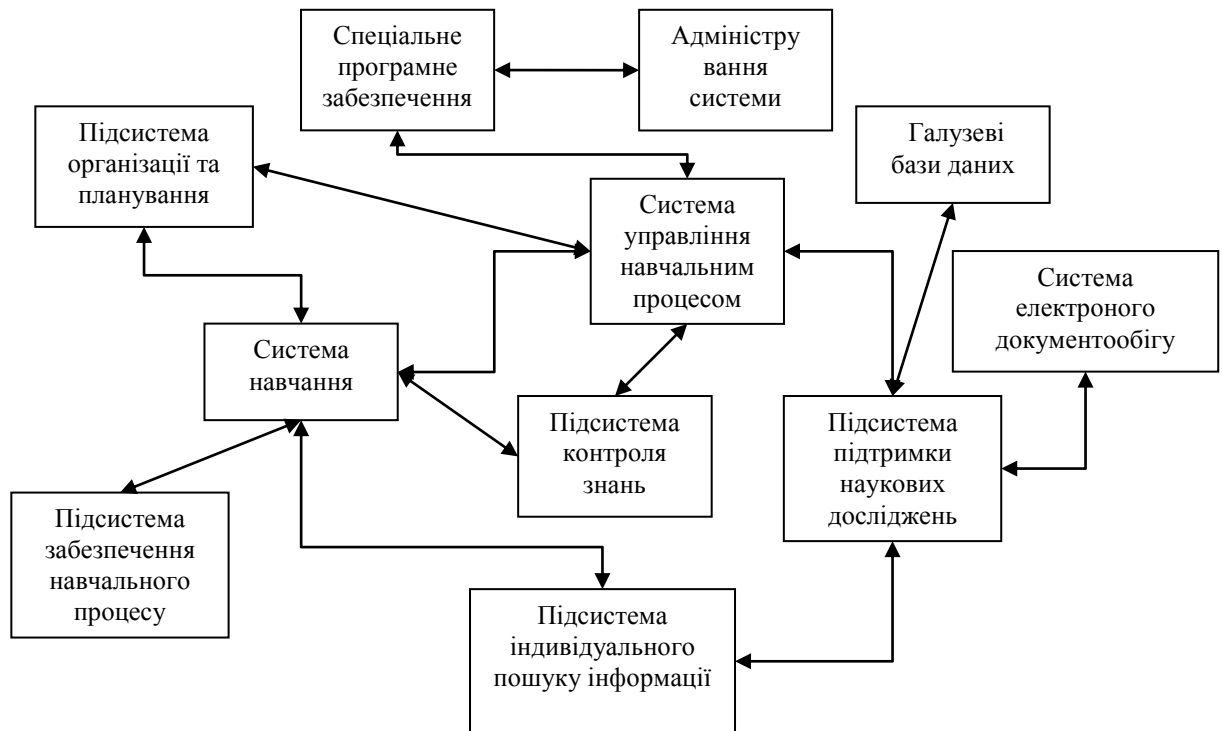 Спеціальне
програмне
забезпечення
Адміністру
вання
системи
Підсистема
організації та
планування
Галузеві
бази даних
Система
управління
навчальним
процесом
Система
електроного
документообігу
Система
навчання
Підсистема
контроля
знань
Підсистема
підтримки
наукових
досліджень
Підсистема
забезпечення
навчального
процесу
Підсистема
індивідуального
пошуку інформації